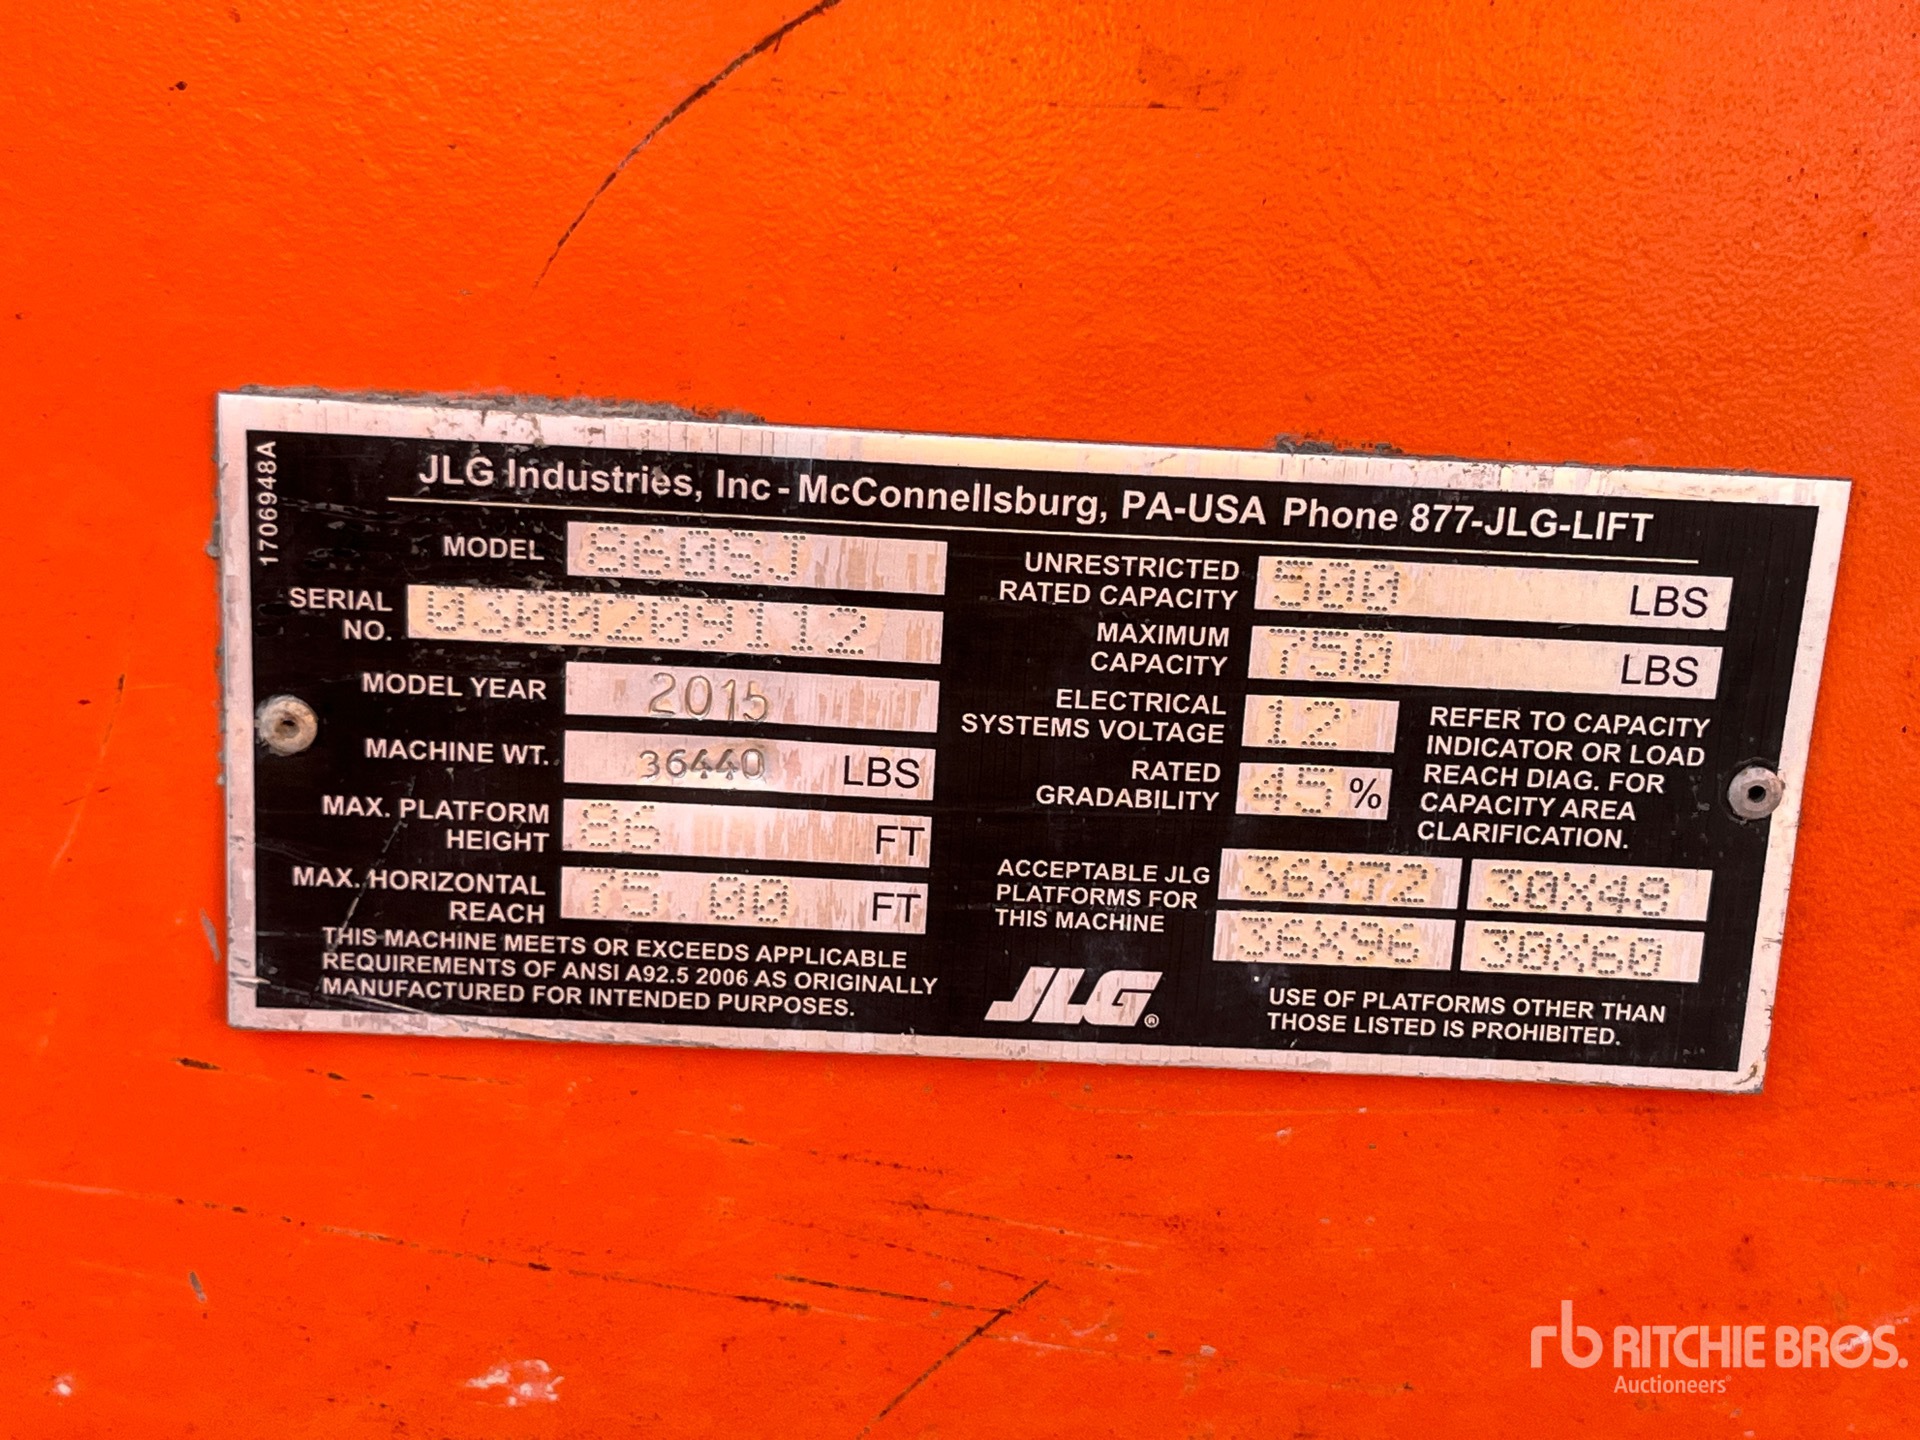 JLG Industries, Inc - McConnellsburg, PA-USA Phone 877-JLG-LIFT
1706948A
MODEL 860SJ
SERIAL NO. 0300209112
MODEL YEAR 2015
MACHINE WT. 36440 LBS
MAX. PLATFORM HEIGHT 86 FT
MAX. HORIZONTAL REACH 75.00 FT
THIS MACHINE MEETS OR EXCEEDS APPLICABLE
REQUIREMENTS OF ANSI A92.5 2006 AS ORIGINALLY
MANUFACTURED FOR INTENDED PURPOSES.
UNRESTRICTED RATED CAPACITY 500 LBS
MAXIMUM CAPACITY 750 LBS
ELECTRICAL SYSTEMS VOLTAGE 12
RATED GRADABILITY 45 %
REFER TO CAPACITY
INDICATOR OR LOAD
REACH DIAG. FOR
CAPACITY AREA
CLARIFICATION.
ACCEPTABLE JLG
PLATFORMS FOR
THIS MACHINE
36X72 30X48
36X96 30X60
JLG®
USE OF PLATFORMS OTHER THAN
THOSE LISTED IS PROHIBITED.
rb RITCHIE BROS.
Auctioneers